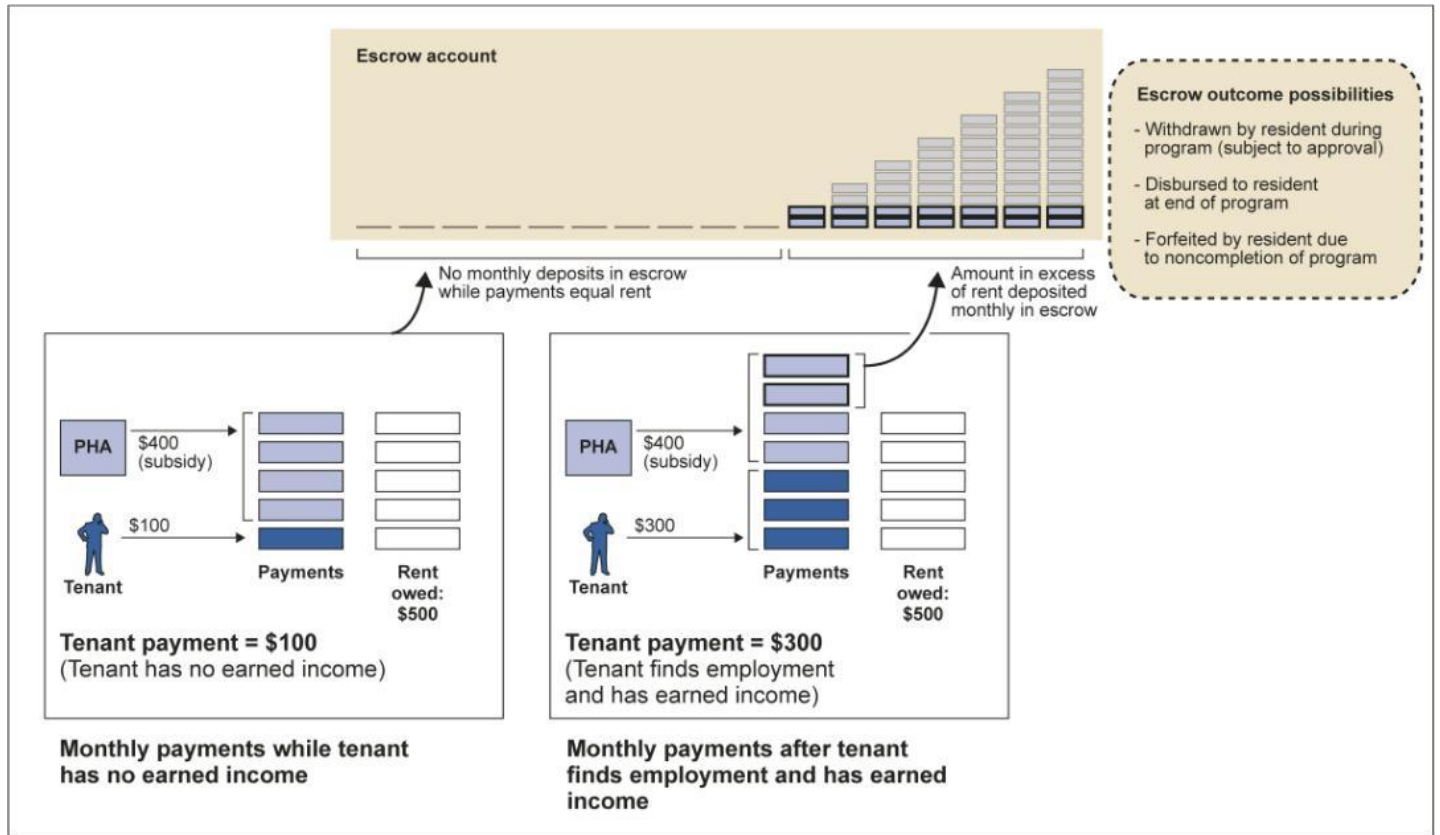 Escrow account
Escrow outcome possibilities
- Withdrawn by resident during
program (subject to approval)
- Disbursed to resident
at end of program
- Forfeited by resident due
to noncompletion of program
No monthly deposits in escrow
while payments equal rent
Amount in excess
of rent deposited
monthly in escrow
PHA
$400
(subsidy)
$100
Tenant
Payments
Rent
owed:
$500
Tenant payment = $100
(Tenant has no earned income)
Monthly payments while tenant
has no earned income
PHA
$400
(subsidy)
$300
Tenant
Payments
Rent
owed:
$500
Tenant payment = $300
(Tenant finds employment
and has earned income)
Monthly payments after tenant
finds employment and has earned
income